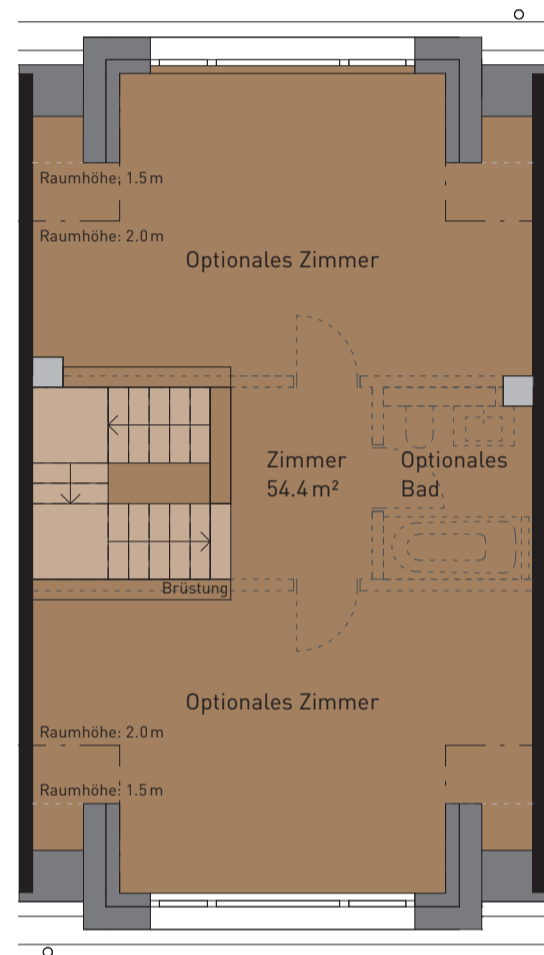 Raumhöhe: 1.5 m
Raumhöhe: 2.0 m
Optionales Zimmer
Zimmer
54.4 m²
Optionales
Bad
Brüstung
Optionales Zimmer
Raumhöhe: 2.0 m
Raumhöhe: 1.5 m